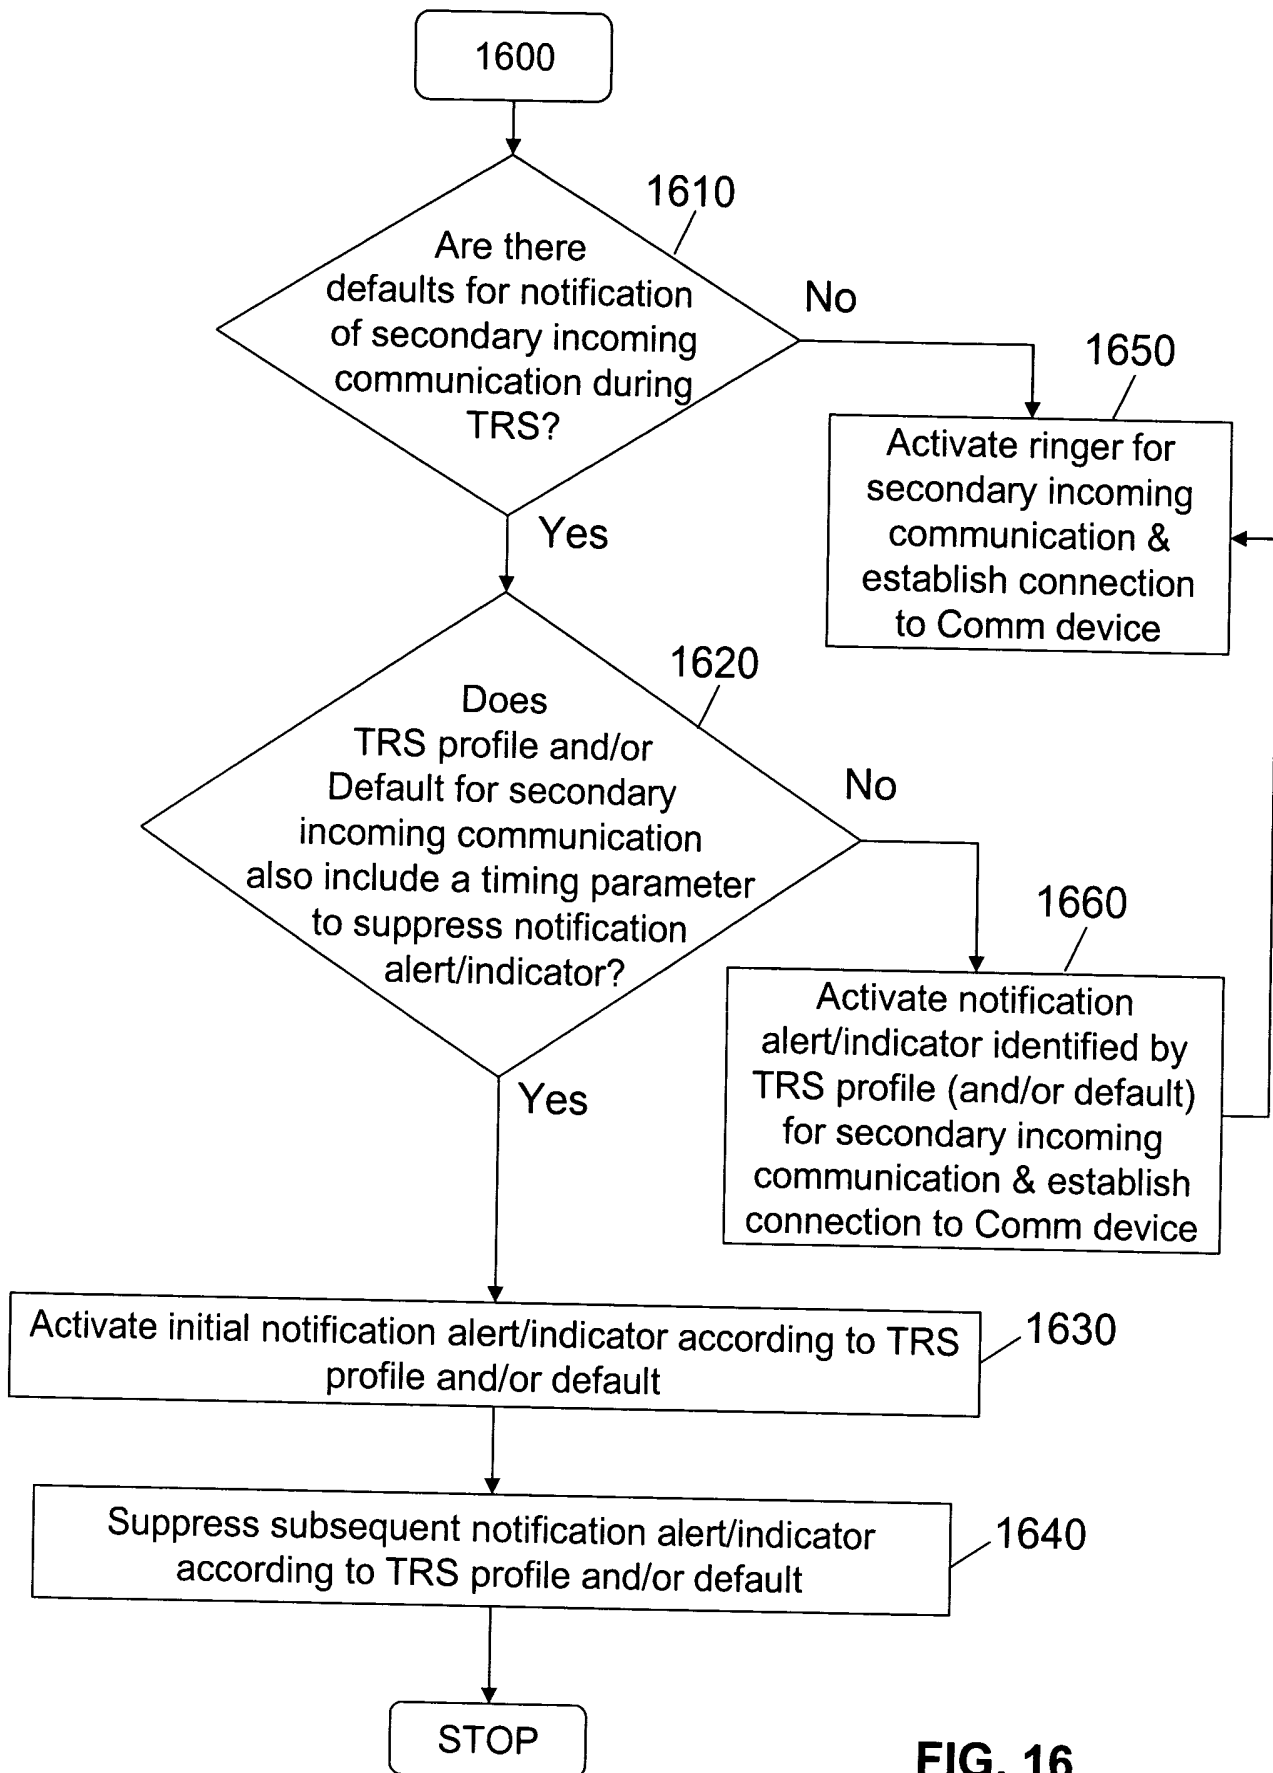 1600
1610
Are there
defaults for notification
of secondary incoming
communication during
TRS?
No
1650
Activate ringer for
secondary incoming
communication &
establish connection
to Comm device
Yes
1620
Does
TRS profile and/or
Default for secondary
incoming communication
also include a timing parameter
to suppress notification
alert/indicator?
No
1660
Activate notification
alert/indicator identified by
TRS profile (and/or default)
for secondary incoming
communication & establish
connection to Comm device
Yes
Activate initial notification alert/indicator according to TRS
profile and/or default
1630
Suppress subsequent notification alert/indicator
according to TRS profile and/or default
1640
STOP
FIG. 16